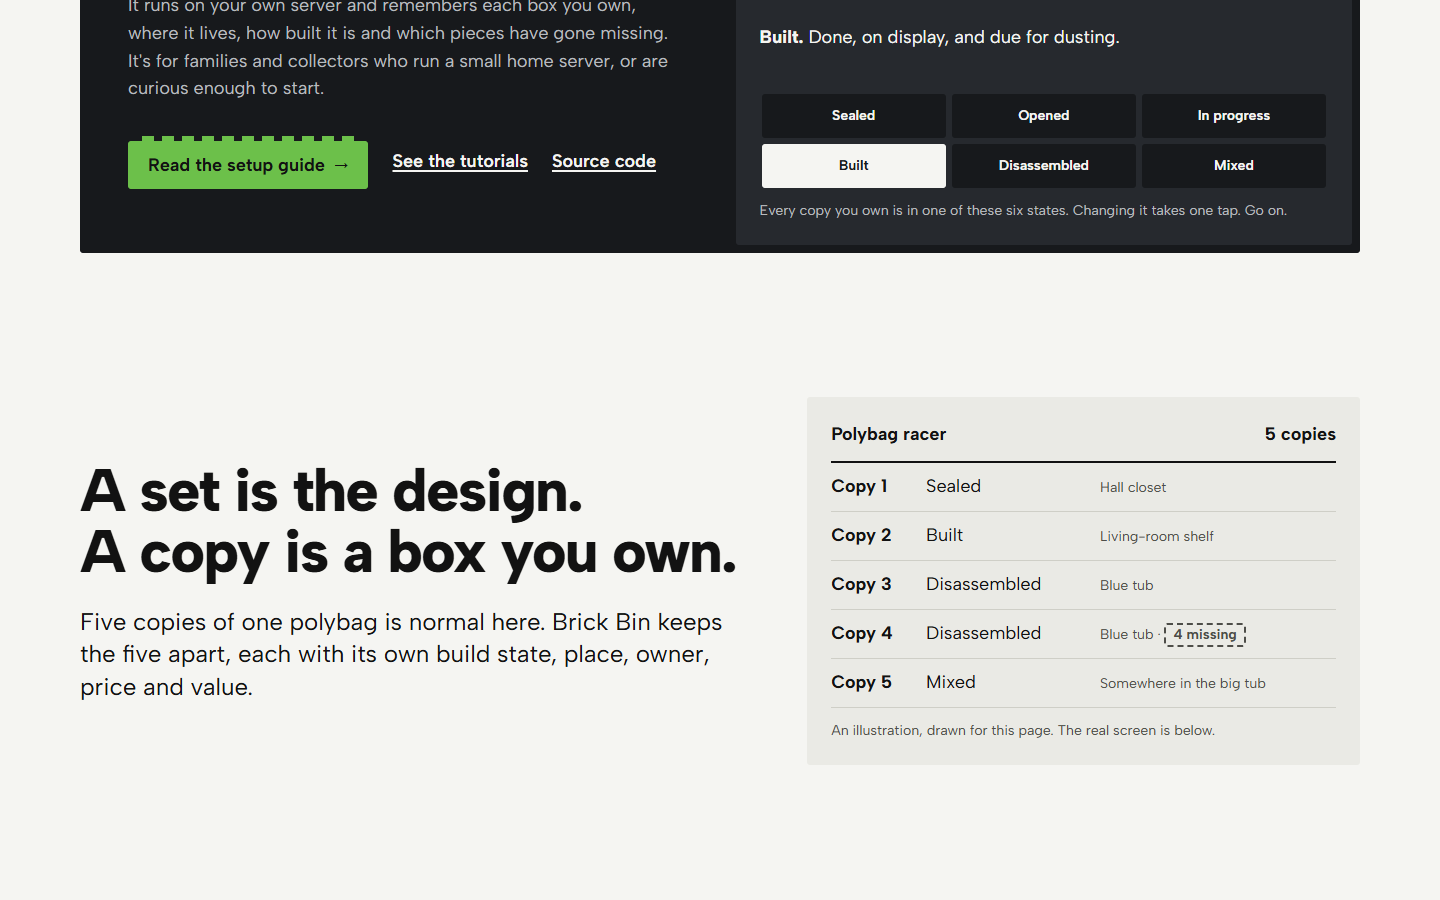 It runs on your own server and remembers each box you own,
where it lives, how built it is and which pieces have gone missing.
It's for families and collectors who run a small home server, or are
curious enough to start.
Read the setup guide →
See the tutorials
Source code
Built. Done, on display, and due for dusting.
Sealed
Opened
In progress
Built
Disassembled
Mixed
Every copy you own is in one of these six states. Changing it takes one tap. Go on.
A set is the design.
A copy is a box you own.
Five copies of one polybag is normal here. Brick Bin keeps
the five apart, each with its own build state, place, owner,
price and value.
Polybag racer 5 copies
Copy 1 Sealed Hall closet
Copy 2 Built Living-room shelf
Copy 3 Disassembled Blue tub
Copy 4 Disassembled Blue tub · 4 missing
Copy 5 Mixed Somewhere in the big tub
An illustration, drawn for this page. The real screen is below.